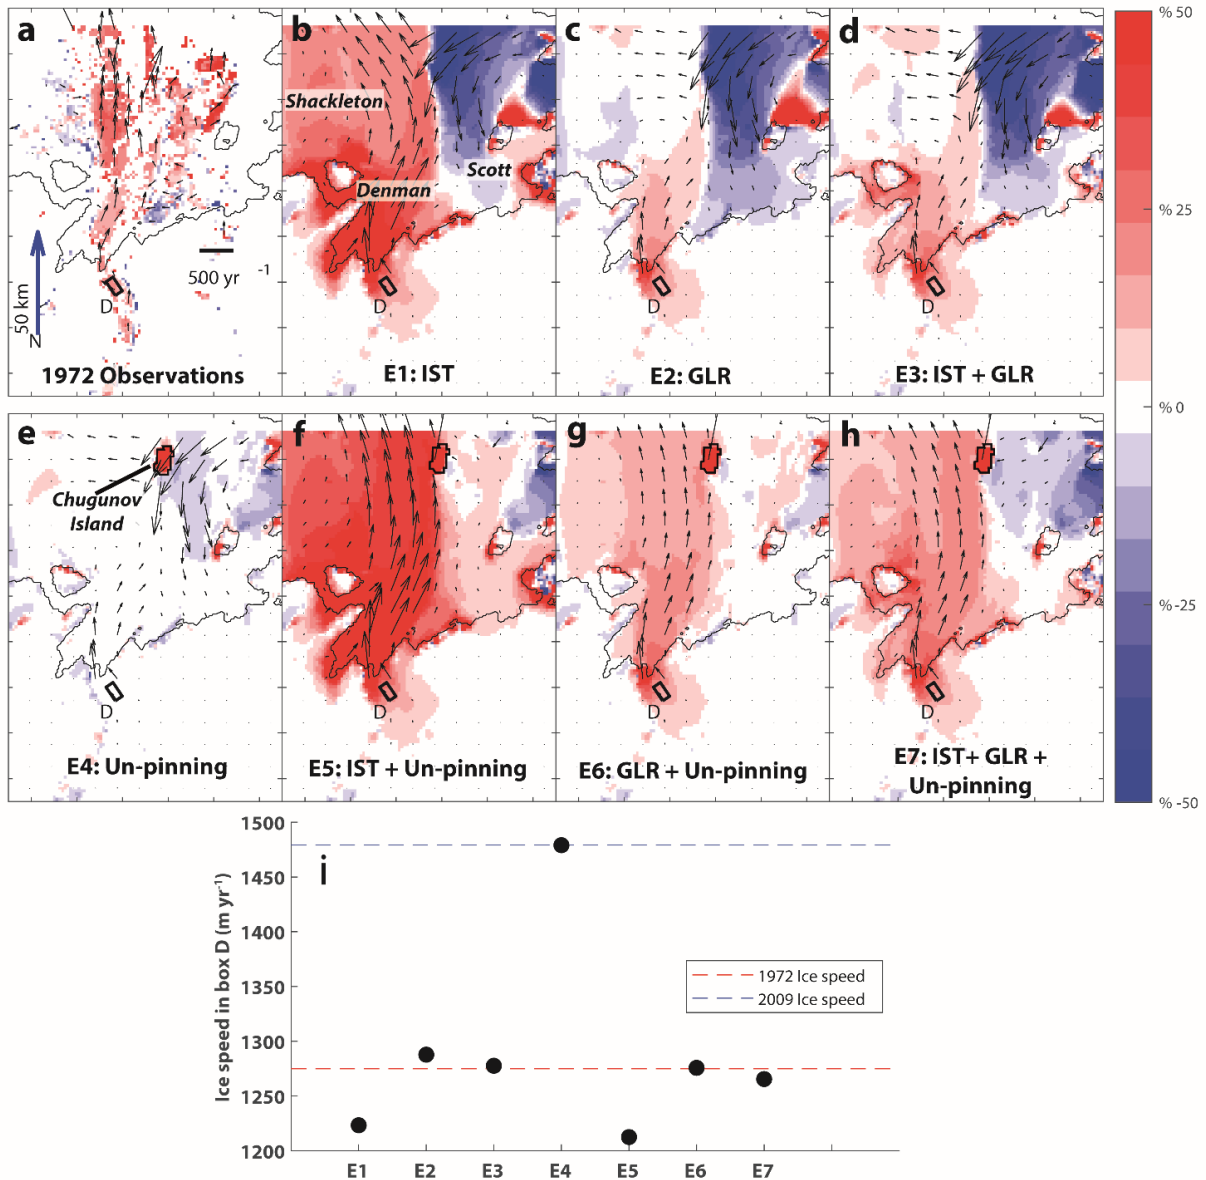 a
b
c
d
% 50
Shackleton
Scott
Denman
% 25
500 yr -1
50 km
N
D
D
D
D
1972 Observations
E1: IST
E2: GLR
E3: IST + GLR
% 0
e
f
g
h
Chugunov
Island
% -25
D
D
D
D
E4: Un-pinning
E5: IST + Un-pinning
E6: GLR + Un-pinning
E7: IST+ GLR +
Un-pinning
% -50
i
Ice speed in box D (m yr-1)
1500
1450
1400
1350
1300
1250
1200
1972 Ice speed
2009 Ice speed
E1
E2
E3
E4
E5
E6
E7